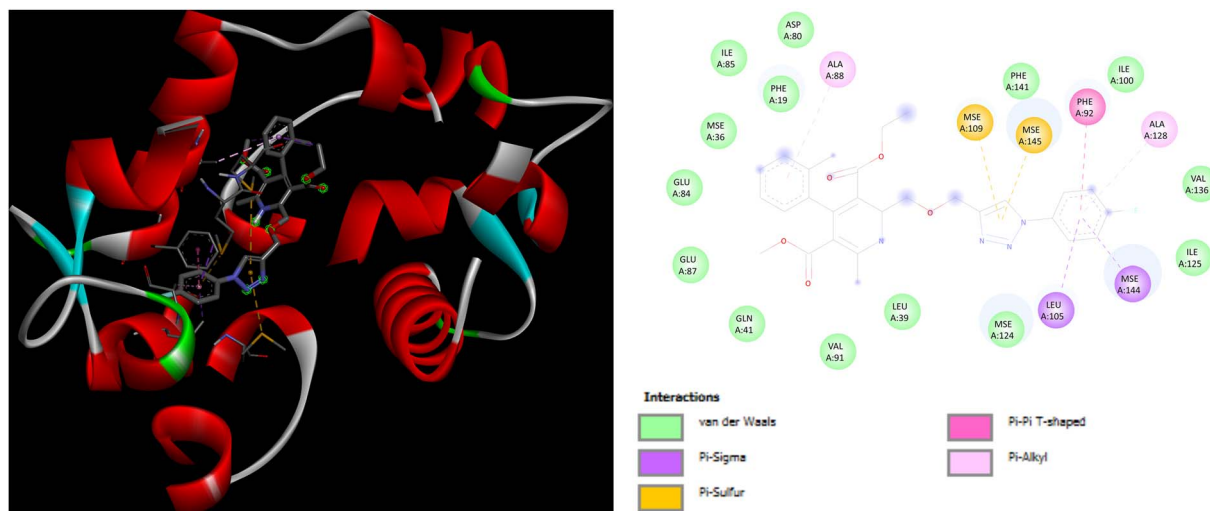 ASP
A:80
ILE
A:85
ALA
A:88
PHE
A:19
PHE
A:141
ILE
A:100
MSE
A:109
MSE
A:145
PHE
A:92
MSE
A:36
ALA
A:128
GLU
A:84
VAL
A:136
O
O
O
N
N
N
N
O
O
ILE
A:125
GLU
A:87
MSE
A:144
LEU
A:39
LEU
A:105
GLN
A:41
MSE
A:124
VAL
A:91
Interactions
van der Waals
Pi-Sigma
Pi-Sulfur
Pi-Pi T-shaped
Pi-Alkyl